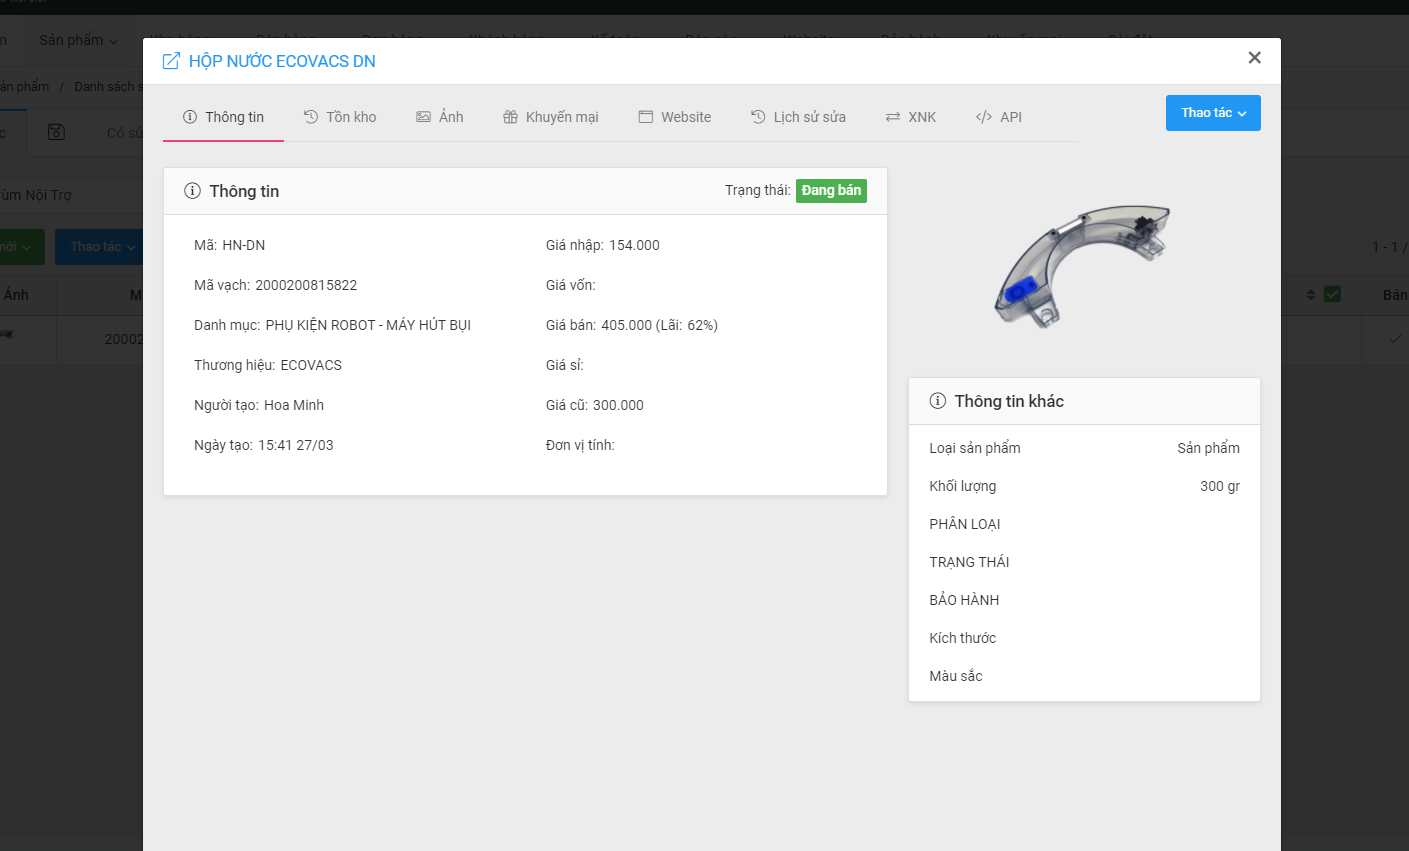 Sản phẩm
ản phẩm / Danh sách s
Có sử
ùm Nội Trợ
Thao tác
1 - 1 /
Ảnh
Bán
20002
HỘP NƯỚC ECOVACS DN
Thông tin
Tồn kho
Ảnh
Khuyến mại
Website
Lịch sử sửa
XNK
API
Thao tác
Thông tin
Trạng thái: Đang bán
Mã: HN-DN
Giá nhập: 154.000
Mã vạch: 2000200815822
Giá vốn:
Danh mục: PHỤ KIỆN ROBOT - MÁY HÚT BỤI
Giá bán: 405.000 (Lãi: 62%)
Thương hiệu: ECOVACS
Giá sỉ:
Người tạo: Hoa Minh
Giá cũ: 300.000
Ngày tạo: 15:41 27/03
Đơn vị tính:
Thông tin khác
Loại sản phẩm
Sản phẩm
Khối lượng
300 gr
PHÂN LOẠI
TRẠNG THÁI
BẢO HÀNH
Kích thước
Màu sắc